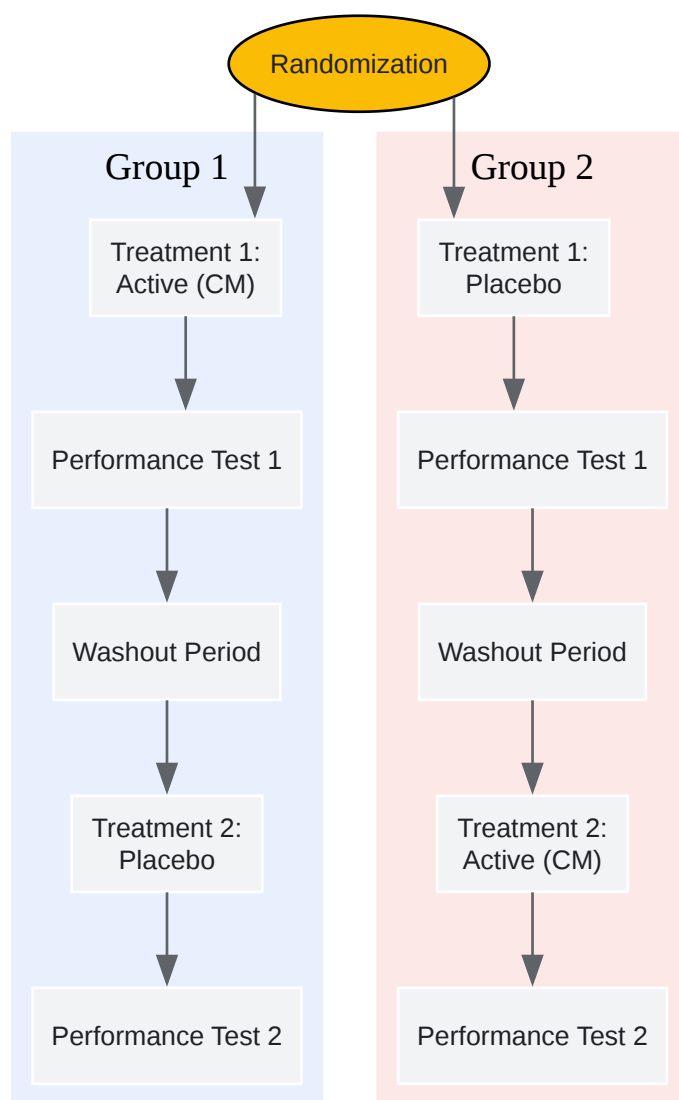 Randomization
Group 1
Treatment 1:
Active (CM)
Performance Test 1
Washout Period
Treatment 2:
Placebo
Performance Test 2
Group 2
Treatment 1:
Placebo
Performance Test 1
Washout Period
Treatment 2:
Active (CM)
Performance Test 2